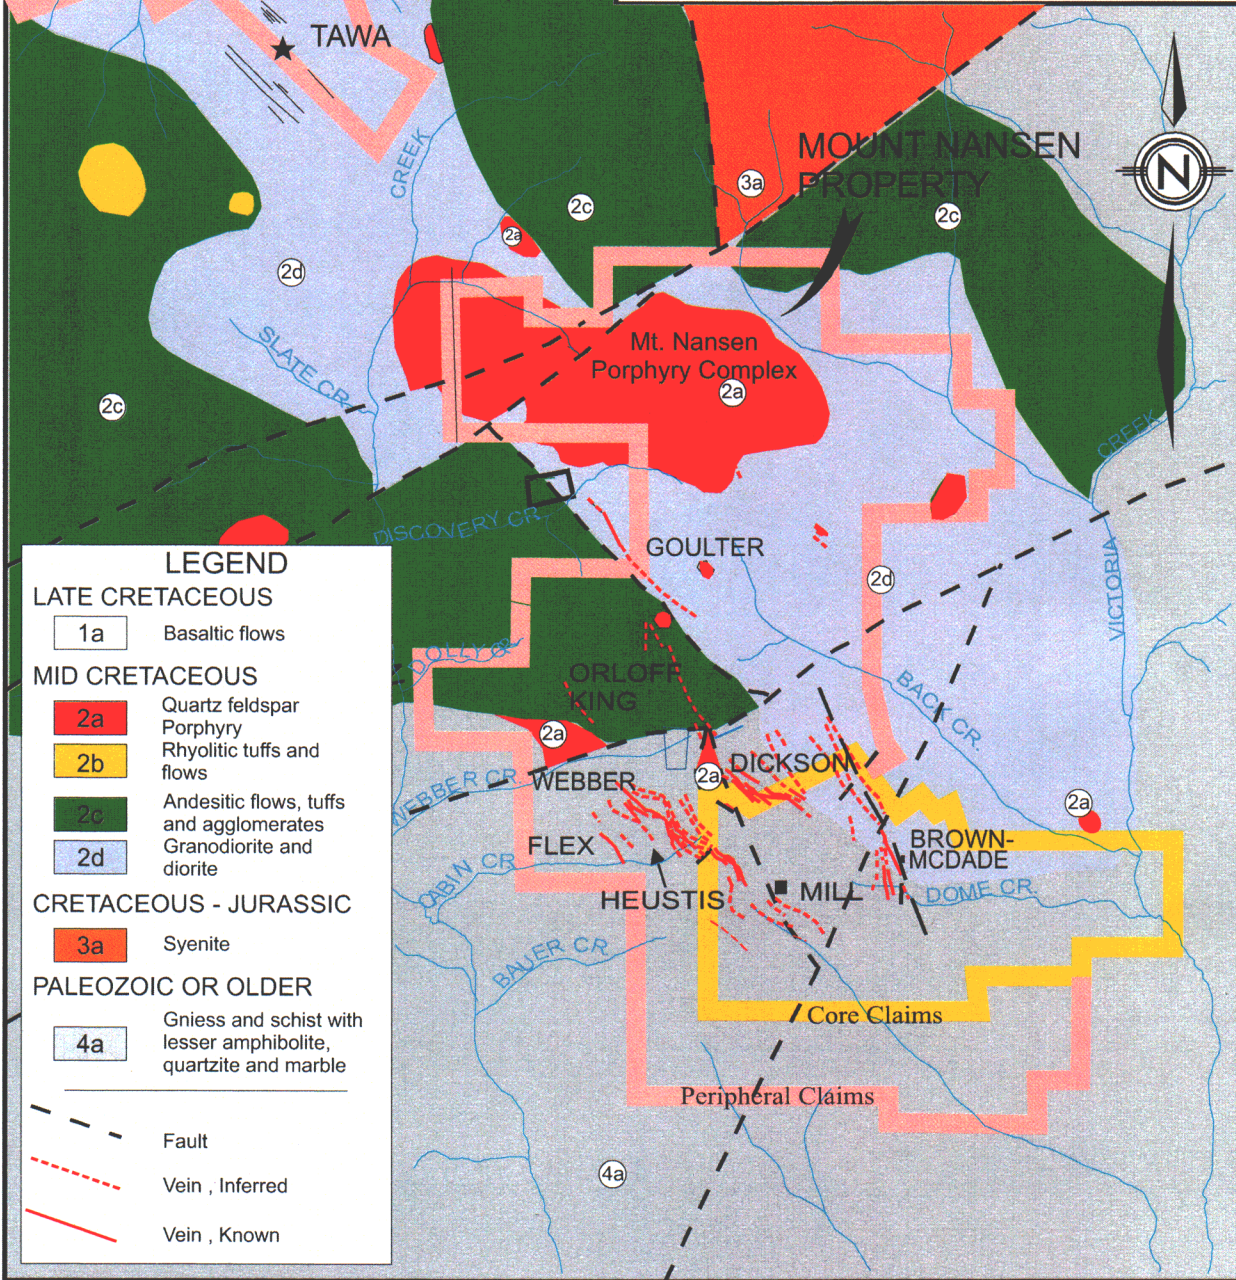 TAWA
CREEK
MOUNT NANSEN
PROPERTY
N
3a
2c
2c
2a
2d
SLATE CR.
Mt. Nansen
Porphyry Complex
2a
2c
CREEK
DISCOVERY CR.
GOULTER
2d
VICTORIA
DOLLY CR.
ORLOFF
KING
BACK CR.
2a
WEBBER CR.
WEBBER
2a
DICKSON
2a
FLEX
BROWN-
MCDADE
CABIN CR
HEUSTIS
MILL
DOME CR.
BAUER CR
Core Claims
Peripheral Claims
4a
LEGEND
LATE CRETACEOUS
1a Basaltic flows
MID CRETACEOUS
2a Quartz feldspar
Porphyry
2b Rhyolitic tuffs and
flows
2c Andesitic flows, tuffs
and agglomerates
2d Granodiorite and
diorite
CRETACEOUS - JURASSIC
3a Syenite
PALEOZOIC OR OLDER
4a Gniess and schist with
lesser amphibolite,
quartzite and marble
Fault
Vein , Inferred
Vein , Known